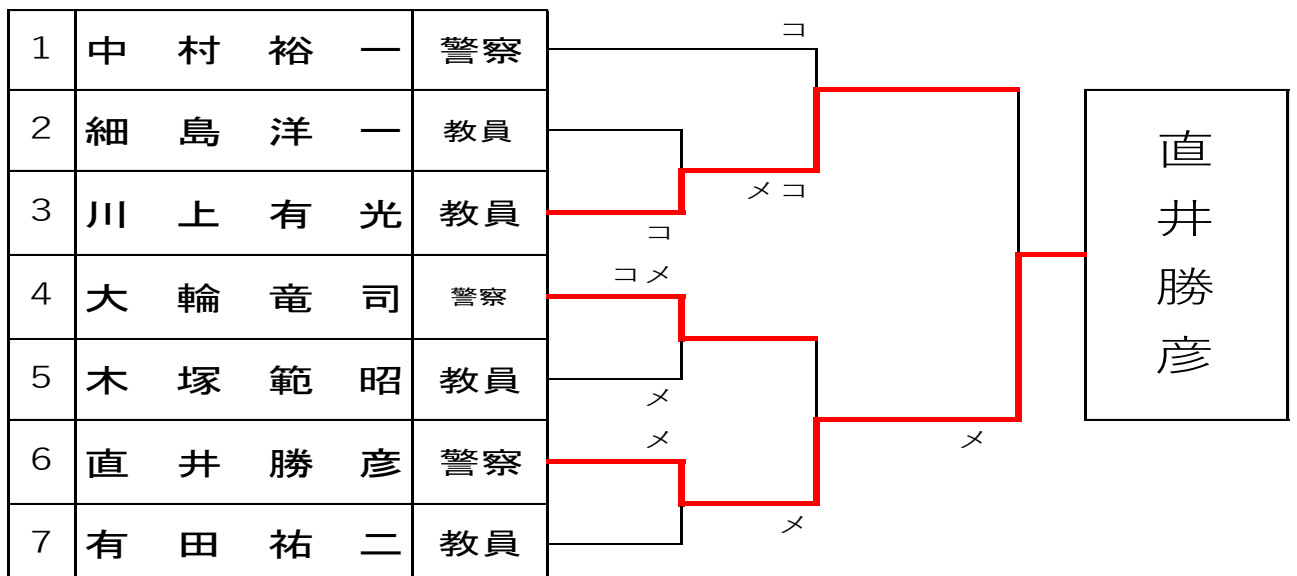 1 中村裕一 警察
2 細島洋一 教員
3 川上有光 教員
4 大輪竜司 警察
5 木塚範昭 教員
6 直井勝彦 警察
7 有田祐二 教員
コ
メコ
コ
コメ
メ
メ
メ
メ
直井勝彦